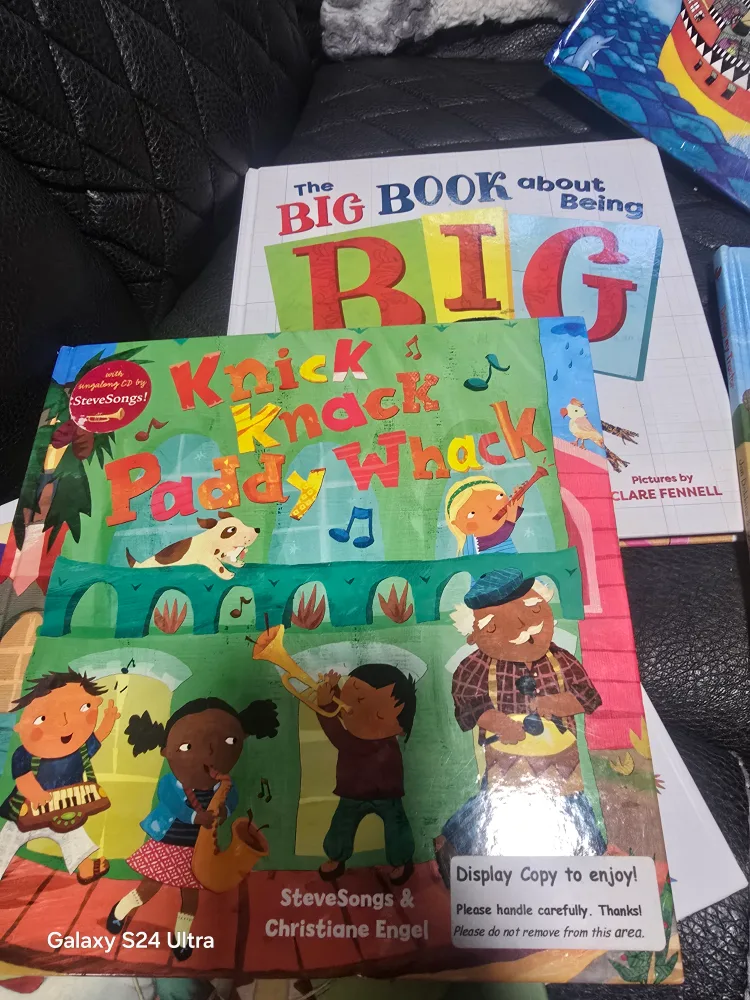 The
BIG BOOK about
Being
BIG
Pictures by
CLARE FENNELL
with
singalong CD by
SteveSongs!
Knick
Knack
Paddy Whack
SteveSongs &
Christiane Engel
Display Copy to enjoy!
Please handle carefully. Thanks!
Please do not remove from this area.
Galaxy S24 Ultra